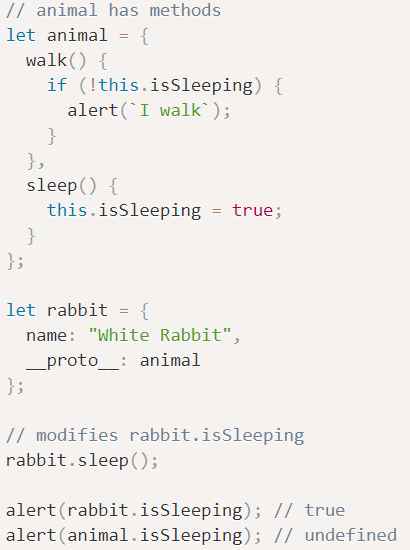 // animal has methods
let animal = {
  walk() {
    if (!this.isSleeping) {
      alert(`I walk`);
    }
  },
  sleep() {
    this.isSleeping = true;
  }
};

let rabbit = {
  name: "White Rabbit",
  __proto__: animal
};

// modifies rabbit.isSleeping
rabbit.sleep();

alert(rabbit.isSleeping); // true
alert(animal.isSleeping); // undefined